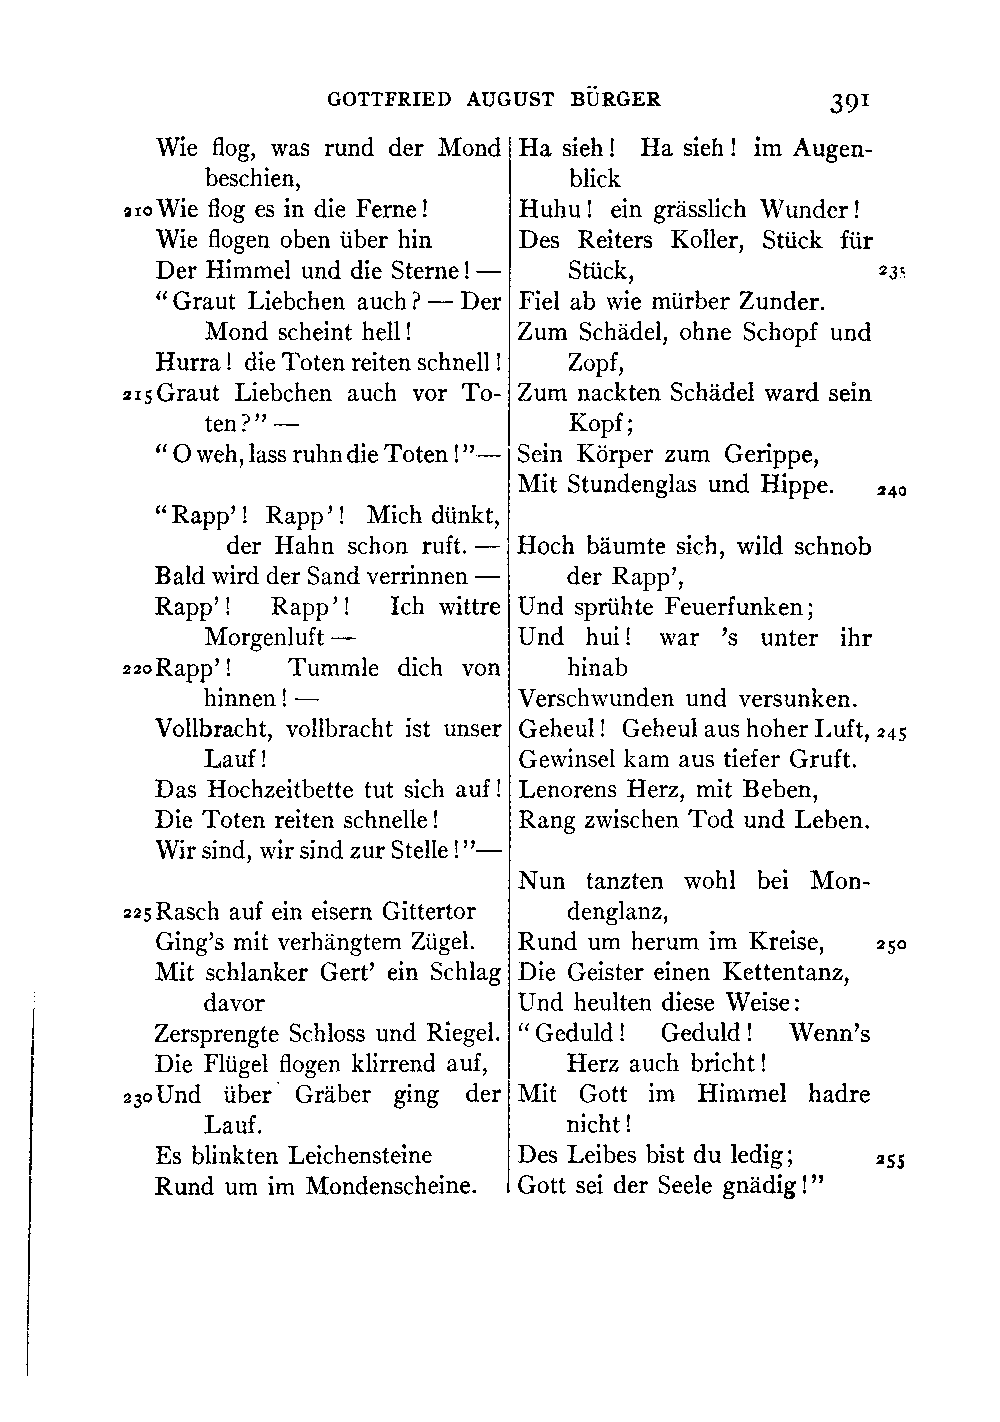 GOTTFRIED AUGUST BÜRGER 391
Wie flog, was rund der Mond
beschien,
210 Wie flog es in die Ferne!
Wie flogen oben über hin
Der Himmel und die Sterne! —
“Graut Liebchen auch? — Der
Mond scheint hell!
Hurra! die Toten reiten schnell!
215 Graut Liebchen auch vor To-
ten?” —
“O weh, lass ruhn die Toten!” —
“Rapp’! Rapp’! Mich dünkt,
der Hahn schon ruft. —
Bald wird der Sand verrinnen —
Rapp’! Rapp’! Ich wittre
Morgenluft —
220 Rapp’! Tummle dich von
hinnen! —
Vollbracht, vollbracht ist unser
Lauf!
Das Hochzeitbette tut sich auf!
Die Toten reiten schnelle!
Wir sind, wir sind zur Stelle!” —
225 Rasch auf ein eisern Gittertor
Ging’s mit verhängtem Zügel.
Mit schlanker Gert’ ein Schlag
davor
Zersprengte Schloss und Riegel.
Die Flügel flogen klirrend auf,
230 Und über Gräber ging der
Lauf.
Es blinkten Leichensteine
Rund um im Mondenscheine.
Ha sieh! Ha sieh! im Augen-
blick
Huhu! ein grässlich Wunder!
Des Reiters Koller, Stück für
Stück, 235
Fiel ab wie mürber Zunder.
Zum Schädel, ohne Schopf und
Zopf,
Zum nackten Schädel ward sein
Kopf;
Sein Körper zum Gerippe,
Mit Stundenglas und Hippe. 240
Hoch bäumte sich, wild schnob
der Rapp’,
Und sprühte Feuerfunken;
Und hui! war ’s unter ihr
hinab
Verschwunden und versunken.
Geheul! Geheul aus hoher Luft, 245
Gewinsel kam aus tiefer Gruft.
Lenorens Herz, mit Beben,
Rang zwischen Tod und Leben.
Nun tanzten wohl bei Mon-
denglanz,
Rund um herum im Kreise, 250
Die Geister einen Kettentanz,
Und heulten diese Weise:
“Geduld! Geduld! Wenn’s
Herz auch bricht!
Mit Gott im Himmel hadre
nicht!
Des Leibes bist du ledig; 255
Gott sei der Seele gnädig!”